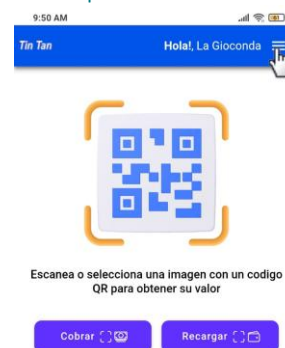 9:50 AM
Tin Tan
Hola!, La Gioconda
Escanea o selecciona una imagen con un codigo
QR para obtener su valor
Cobrar
Recargar